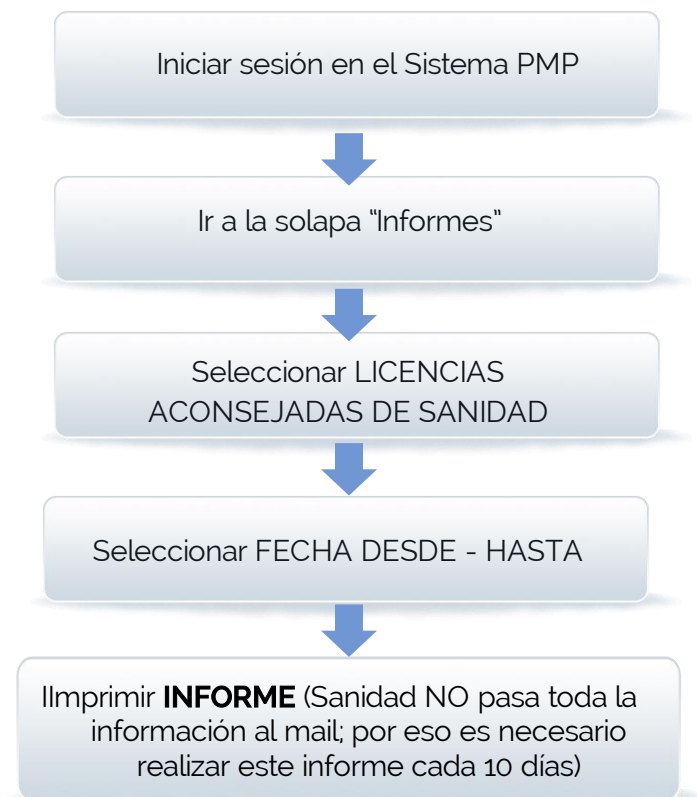 Iniciar sesión en el Sistema PMP
Ir a la solapa “Informes”
Seleccionar LICENCIAS
ACONSEJADAS DE SANIDAD
Seleccionar FECHA DESDE - HASTA
IImprimir INFORME (Sanidad NO pasa toda la
información al mail; por eso es necesario
realizar este informe cada 10 días)